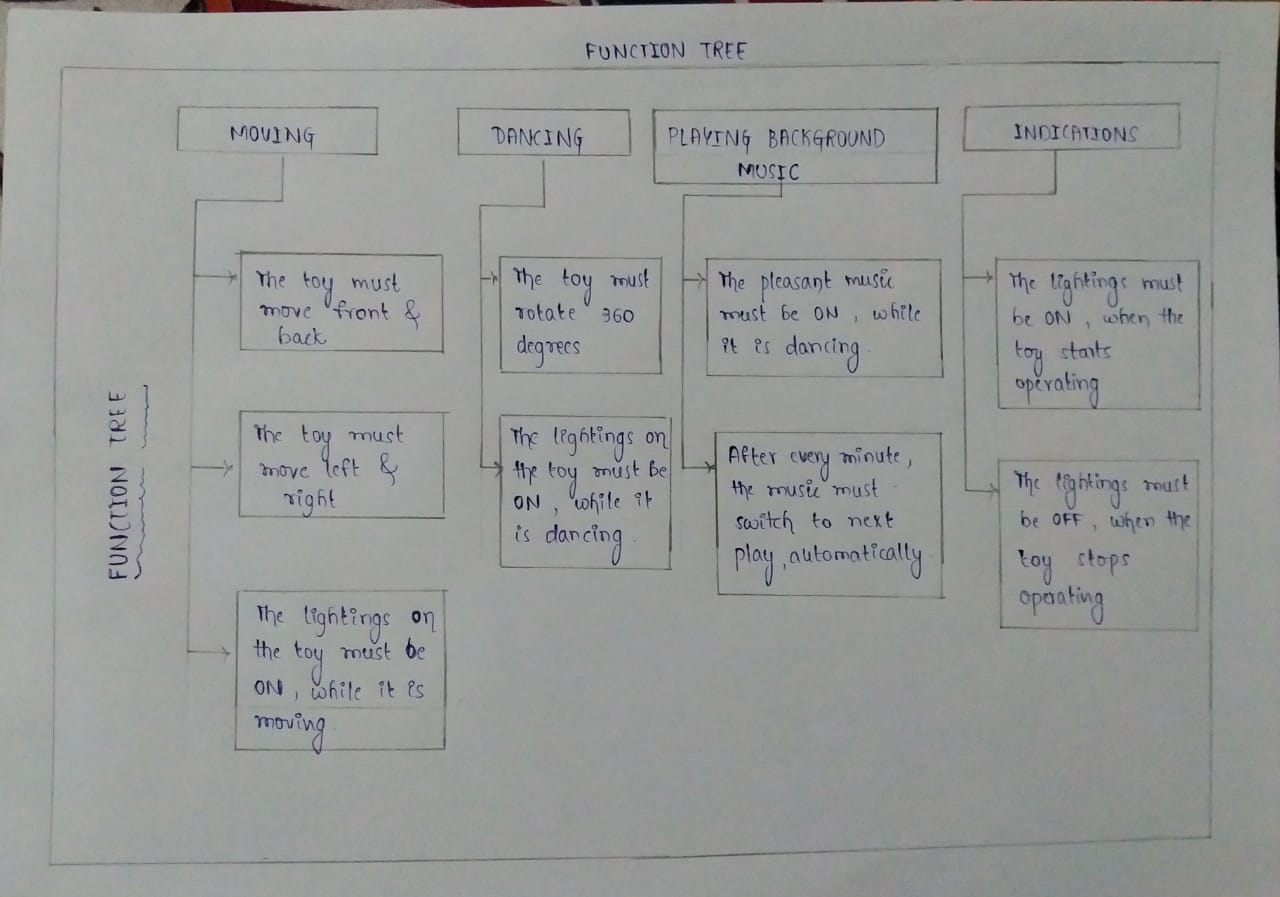 FUNCTION TREE
MOVING
The toy must
move front &
back
The toy must
move left &
right
The lightings on
the toy must be
ON, while it is
moving.
DANCING
The toy must
rotate 360
degrees
The lightings on
the toy must be
ON, while it
is dancing.
PLAYING BACKGROUND
MUSIC
The pleasant music
must be ON, while
it is dancing.
After every minute,
the music must
switch to next
play, automatically
INDICATIONS
The lightings must
be ON, when the
toy starts
operating
The lightings must
be OFF, when the
toy stops
operating
FUNCTION TREE